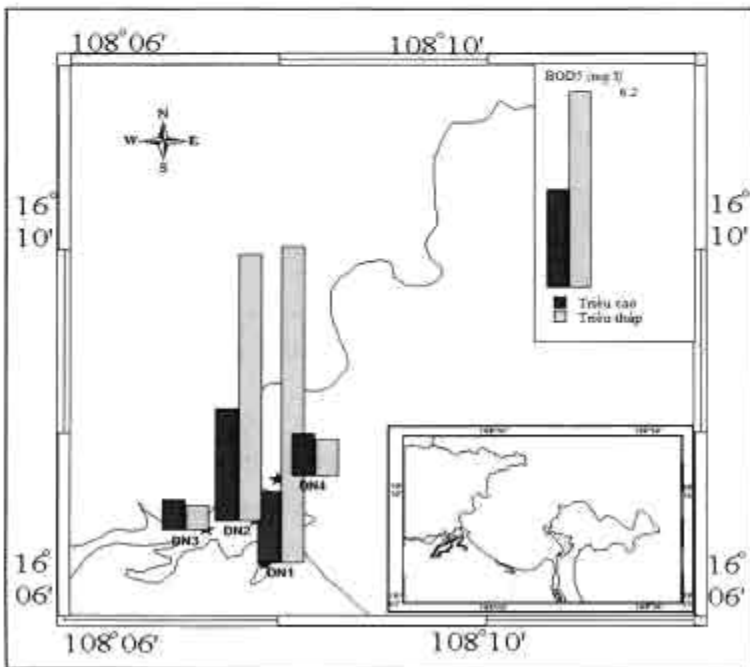 108°06' 108°10'
BOD5 (mg/l)
6.2
N
W E
S
16°
10'
16°
10'
Triều cao
Triều thấp
DN4
DN3
DN2
DN1
16°
06'
16°
06'
108°06' 108°10'